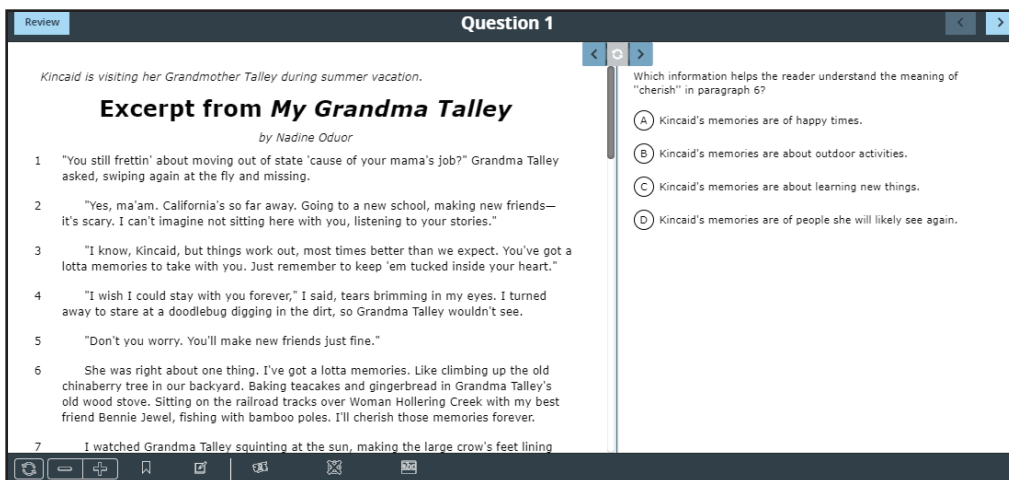 Review
Question 1
Kincaid is visiting her Grandmother Talley during summer vacation.
Excerpt from My Grandma Talley
by Nadine Oduor
1 "You still frettin' about moving out of state 'cause of your mama's job?" Grandma Talley
asked, swiping again at the fly and missing.
2 "Yes, ma'am. California's so far away. Going to a new school, making new friends—
it's scary. I can't imagine not sitting here with you, listening to your stories."
3 "I know, Kincaid, but things work out, most times better than we expect. You've got a
lotta memories to take with you. Just remember to keep 'em tucked inside your heart."
4 "I wish I could stay with you forever," I said, tears brimming in my eyes. I turned
away to stare at a doodlebug digging in the dirt, so Grandma Talley wouldn't see.
5 "Don't you worry. You'll make new friends just fine."
6 She was right about one thing. I've got a lotta memories. Like climbing up the old
chinaberry tree in our backyard. Baking teacakes and gingerbread in Grandma Talley's
old wood stove. Sitting on the railroad tracks over Woman Hollering Creek with my best
friend Bennie Jewel, fishing with bamboo poles. I'll cherish those memories forever.
7 I watched Grandma Talley squinting at the sun, making the large crow's feet lining
Which information helps the reader understand the meaning of
"cherish" in paragraph 6?
A Kincaid's memories are of happy times.
B Kincaid's memories are about outdoor activities.
C Kincaid's memories are about learning new things.
D Kincaid's memories are of people she will likely see again.
abc